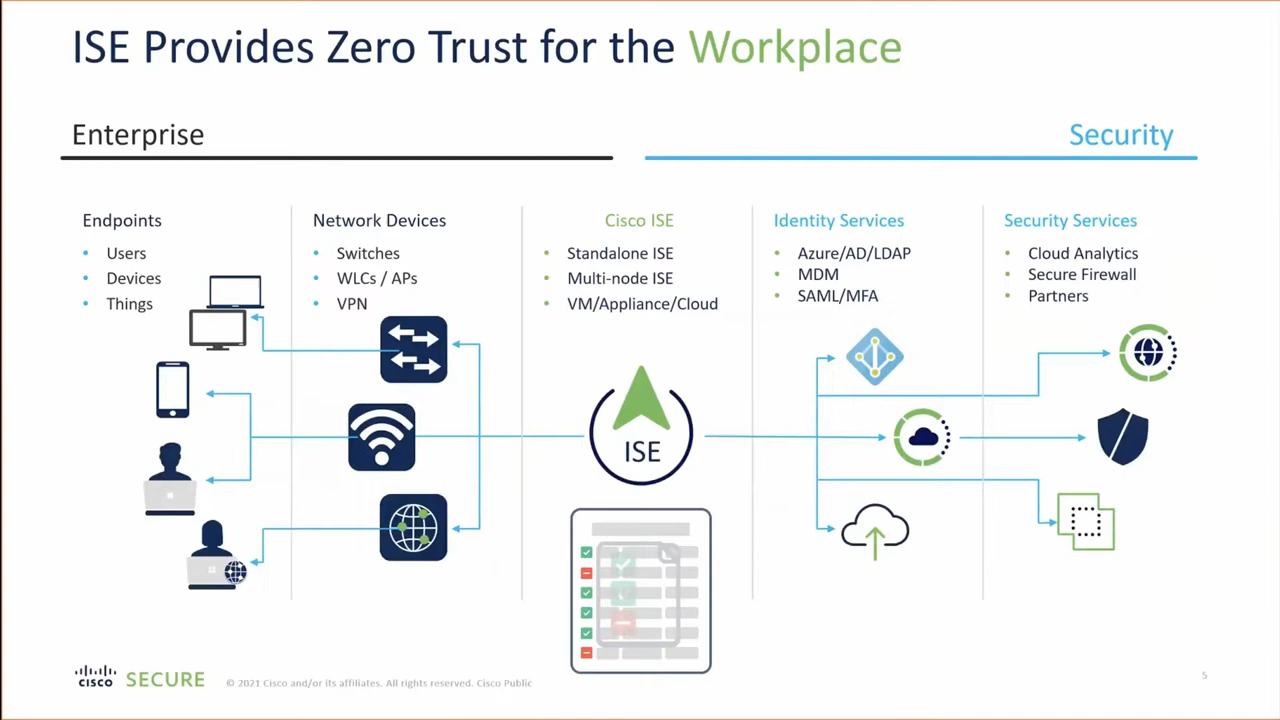 ISE Provides Zero Trust for the Workplace
Enterprise
Security
Endpoints
• Users
• Devices
• Things
Network Devices
• Switches
• WLCs / APs
• VPN
Cisco ISE
• Standalone ISE
• Multi-node ISE
• VM/Appliance/Cloud
Identity Services
• Azure/AD/LDAP
• MDM
• SAML/MFA
Security Services
• Cloud Analytics
• Secure Firewall
• Partners
ISE
CISCO SECURE
© 2021 Cisco and/or its affiliates. All rights reserved. Cisco Public
5